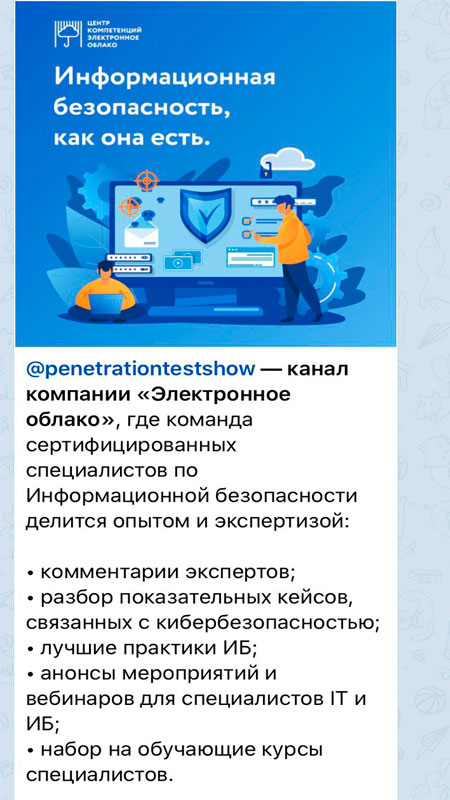 ЦЕНТР
КОМПЕТЕНЦИЙ
ЭЛЕКТРОННОЕ
ОБЛАКО
Информационная
безопасность,
как она есть.
@penetrationtestshow — канал
компании «Электронное
облако», где команда
сертифицированных
специалистов по
Информационной безопасности
делится опытом и экспертизой:
• комментарии экспертов;
• разбор показательных кейсов,
связанных с кибербезопасностью;
• лучшие практики ИБ;
• анонсы мероприятий и
вебинаров для специалистов IT и
ИБ;
• набор на обучающие курсы
специалистов.